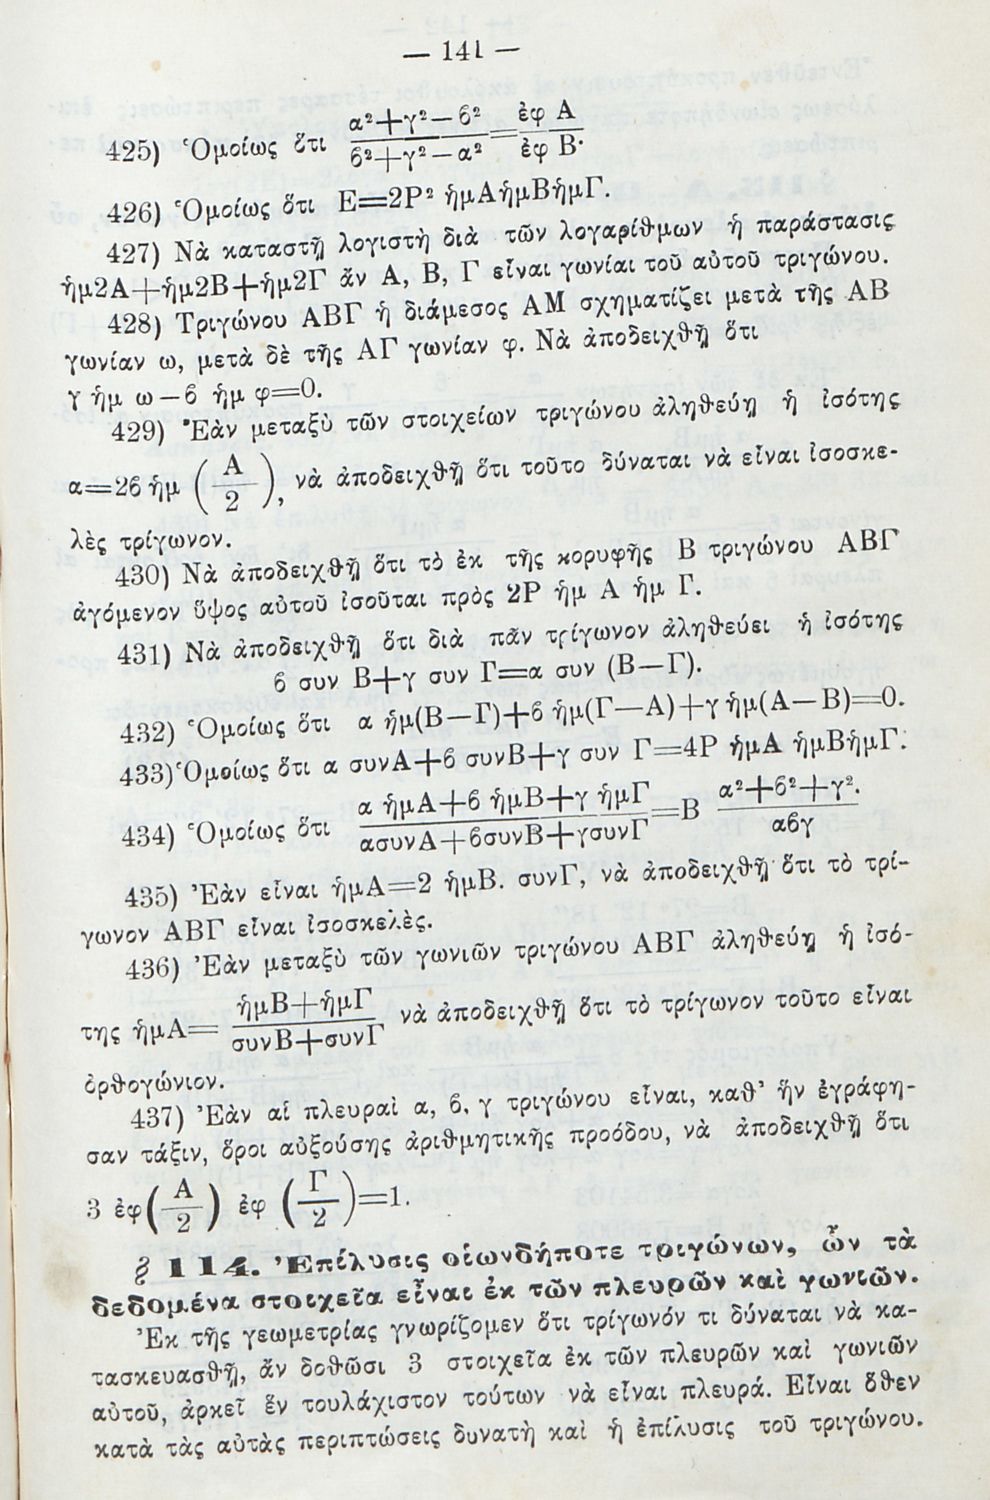 — 141 —
425) Ὁμοίως ὅτι α²+γ²—β² / β²+γ²—α² = ἐφ Α / ἐφ Β.
426) Ὁμοίως ὅτι Ε=2Ρ² ἡμΑἡμΒἡμΓ.
427) Νὰ καταστῇ λογιστὴ διὰ τῶν λογαρίθμων ἡ παράστασις
ἡμ2Α+ἡμ2Β+ἡμ2Γ ἄν Α, Β, Γ εἶναι γωνίαι τοῦ αὐτοῦ τριγώνου.
428) Τριγώνου ΑΒΓ ἡ διάμεσος ΑΜ σχηματίζει μετὰ τῆς ΑΒ
γωνίαν ω, μετὰ δὲ τῆς ΑΓ γωνίαν φ. Νὰ ἀποδειχθῇ ὅτι
γ ἡμ ω — β ἡμ φ=0.
429) Ἐὰν μεταξὺ τῶν στοιχείων τριγώνου ἀληθεύῃ ἡ ἰσότης
α=2β ἡμ (Α/2), νὰ ἀποδειχθῇ ὅτι τοῦτο δύναται νὰ εἶναι ἰσοσκε-
λὲς τρίγωνον.
430) Νὰ ἀποδειχθῇ ὅτι τὸ ἐκ τῆς κορυφῆς Β τριγώνου ΑΒΓ
ἀγόμενον ὕψος αὐτοῦ ἰσοῦται πρὸς 2Ρ ἡμ Α ἡμ Γ.
431) Νὰ ἀποδειχθῇ ὅτι διὰ πᾶν τρίγωνον ἀληθεύει ἡ ἰσότης
β συν Β+γ συν Γ=α συν (Β—Γ).
432) Ὁμοίως ὅτι α ἡμ(Β—Γ)+β ἡμ(Γ—Α)+γ ἡμ(Α—Β)=0.
433) Ὁμοίως ὅτι α συνΑ+β συνΒ+γ συν Γ=4Ρ ἡμΑ ἡμΒἡμΓ.
434) Ὁμοίως ὅτι α ἡμΑ+β ἡμΒ+γ ἡμΓ / ασυνΑ+βσυνΒ+γσυνΓ =Β α²+β²+γ². / αβγ
435) Ἐὰν εἶναι ἡμΑ=2 ἡμΒ. συνΓ, νὰ ἀποδειχθῇ ὅτι τὸ τρί-
γωνον ΑΒΓ εἶναι ἰσοσκελὲς.
436) Ἐὰν μεταξὺ τῶν γωνιῶν τριγώνου ΑΒΓ ἀληθεύῃ ἡ ἰσό-
της ἡμΑ= ἡμΒ+ἡμΓ / συνΒ+συνΓ νὰ ἀποδειχθῇ ὅτι τὸ τρίγωνον τοῦτο εἶναι
ὀρθογώνιον.
437) Ἐὰν αἱ πλευραὶ α, β, γ τριγώνου εἶναι, καθ’ ἣν ἐγράφη-
σαν τάξιν, ὅροι αὐξούσης ἀριθμητικῆς προόδου, νὰ ἀποδειχθῇ ὅτι
3 ἐφ(Α/2) ἐφ (Γ/2)=1.
§ 114. Ἐπίλυσις οἱωνδήποτε τριγώνων, ὧν τὰ
δεδομένα στοιχεῖα εἶναι ἐκ τῶν πλευρῶν καὶ γωνιῶν.
Ἐκ τῆς γεωμετρίας γνωρίζομεν ὅτι τρίγωνόν τι δύναται νὰ κα-
τασκευασθῇ, ἄν δοθῶσι 3 στοιχεῖα ἐκ τῶν πλευρῶν καὶ γωνιῶν
αὐτοῦ, ἀρκεῖ ἕν τουλάχιστον τούτων νὰ εἶναι πλευρά. Εἶναι ὅθεν
κατὰ τὰς αὐτὰς περιπτώσεις δυνατὴ καὶ ἡ ἐπίλυσις τοῦ τριγώνου.